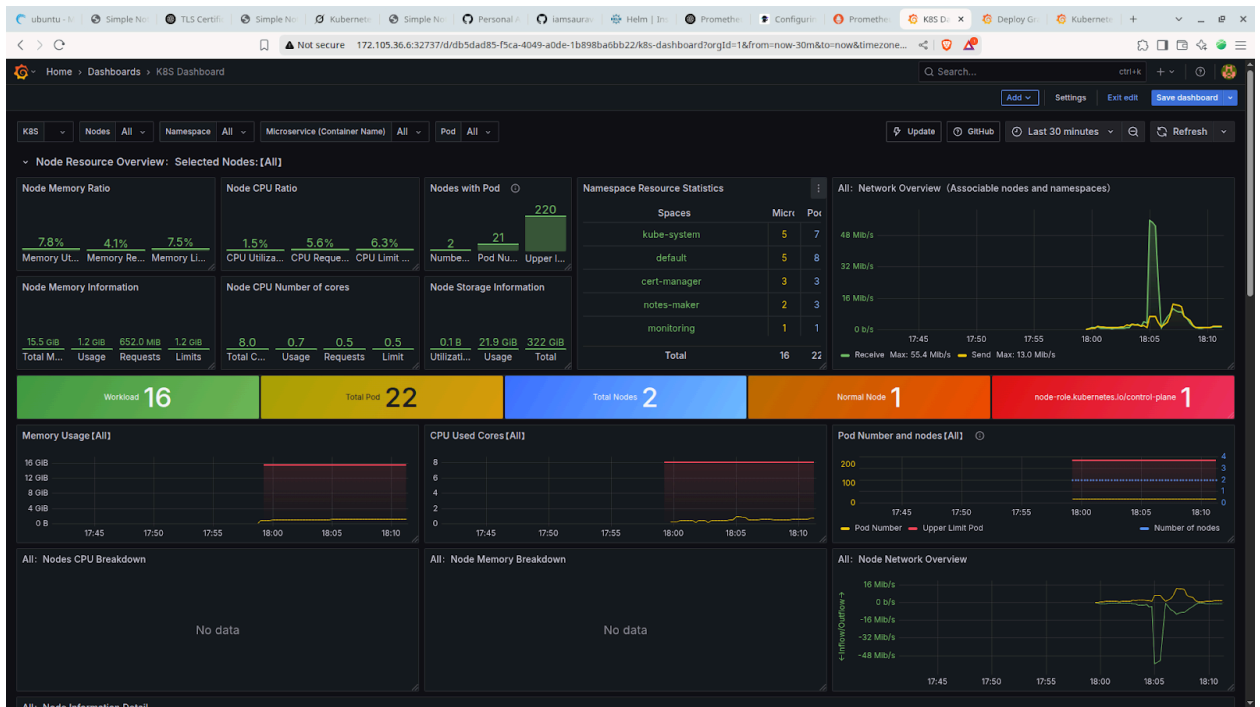 ubuntu - M
Simple No
TLS Certifi
Simple No
Kubernete
Simple No
Personal A
iamsaurav
Helm | Ins
Promethe
Configurin
Promethe
K8S Da
Deploy Gr
Kubernete
Not secure 172.105.36.6:32737/d/db5dad85-f5ca-4049-a0de-1b898ba6bb22/k8s-dashboard?orgId=1&from=now-30m&to=now&timezone...
Home › Dashboards › K8S Dashboard
Search... ctrl+k
Add Settings Exit edit Save dashboard
K8S Nodes All Namespace All Microservice (Container Name) All Pod All
Update GitHub Last 30 minutes Refresh
Node Resource Overview: Selected Nodes:【All】
Node Memory Ratio
7.8% 4.1% 7.5%
Memory Ut... Memory Re... Memory Li...
Node CPU Ratio
1.5% 5.6% 6.3%
CPU Utiliza... CPU Reque... CPU Limit ...
Nodes with Pod
2 21 220
Numbe... Pod Nu... Upper l...
Node Memory Information
15.5 GiB 1.2 GiB 652.0 MiB 1.2 GiB
Total M... Usage Requests Limits
Node CPU Number of cores
8.0 0.7 0.5 0.5
Total C... Usage Requests Limit
Node Storage Information
0.1 B 21.9 GiB 322 GiB
Utilizati... Usage Total
Namespace Resource Statistics
Spaces Micro Pod
kube-system 5 7
default 5 8
cert-manager 3 3
notes-maker 2 3
monitoring 1 1
Total 16 22
All: Network Overview（Associable nodes and namespaces）
48 Mib/s
32 Mib/s
16 Mib/s
0 b/s
17:45 17:50 17:55 18:00 18:05 18:10
Receive Max: 55.4 Mib/s Send Max: 13.0 Mib/s
Workload 16
Total Pod 22
Total Nodes 2
Normal Node 1
node-role.kubernetes.io/control-plane 1
Memory Usage【All】
16 GiB
12 GiB
8 GiB
4 GiB
0 B
17:45 17:50 17:55 18:00 18:05 18:10
CPU Used Cores【All】
8
6
4
2
0
17:45 17:50 17:55 18:00 18:05 18:10
Pod Number and nodes【All】
200
100
0
4
3
2
1
0
17:45 17:50 17:55 18:00 18:05 18:10
Pod Number Upper Limit Pod Number of nodes
All: Nodes CPU Breakdown
No data
All: Node Memory Breakdown
No data
All: Node Network Overview
←Inflow/Outflow→
16 Mib/s
0 b/s
-16 Mib/s
-32 Mib/s
-48 Mib/s
17:45 17:50 17:55 18:00 18:05 18:10
All: Node Information Detail